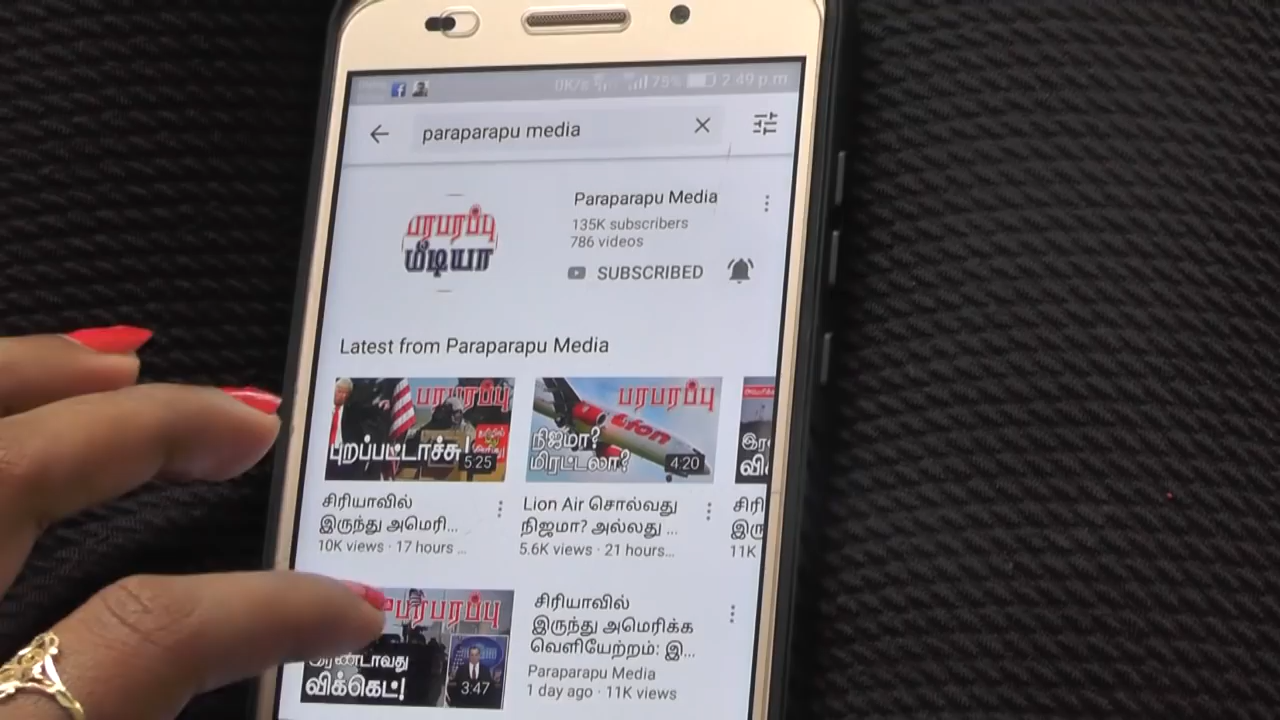 0K/s 75% 2:49 p.m.
paraparapu media
பரபரப்பு
மீடியா
Paraparapu Media
135K subscribers
786 videos
SUBSCRIBED
Latest from Paraparapu Media
பரபரப்பு
புறப்பட்டாச்சு!
5:25
பரபரப்பு
நிஜமா?
மிரட்டலா?
4:20
சிரியாவில்
இருந்து அமெரி...
10K views · 17 hours ...
Lion Air சொல்வது
நிஜமா? அல்லது ...
5.6K views · 21 hours...
சிரி
இரு
11K
பரபரப்பு
இரண்டாவது
விக்கெட்!
3:47
சிரியாவில்
இருந்து அமெரிக்க
வெளியேற்றம்: இ...
Paraparapu Media
1 day ago · 11K views